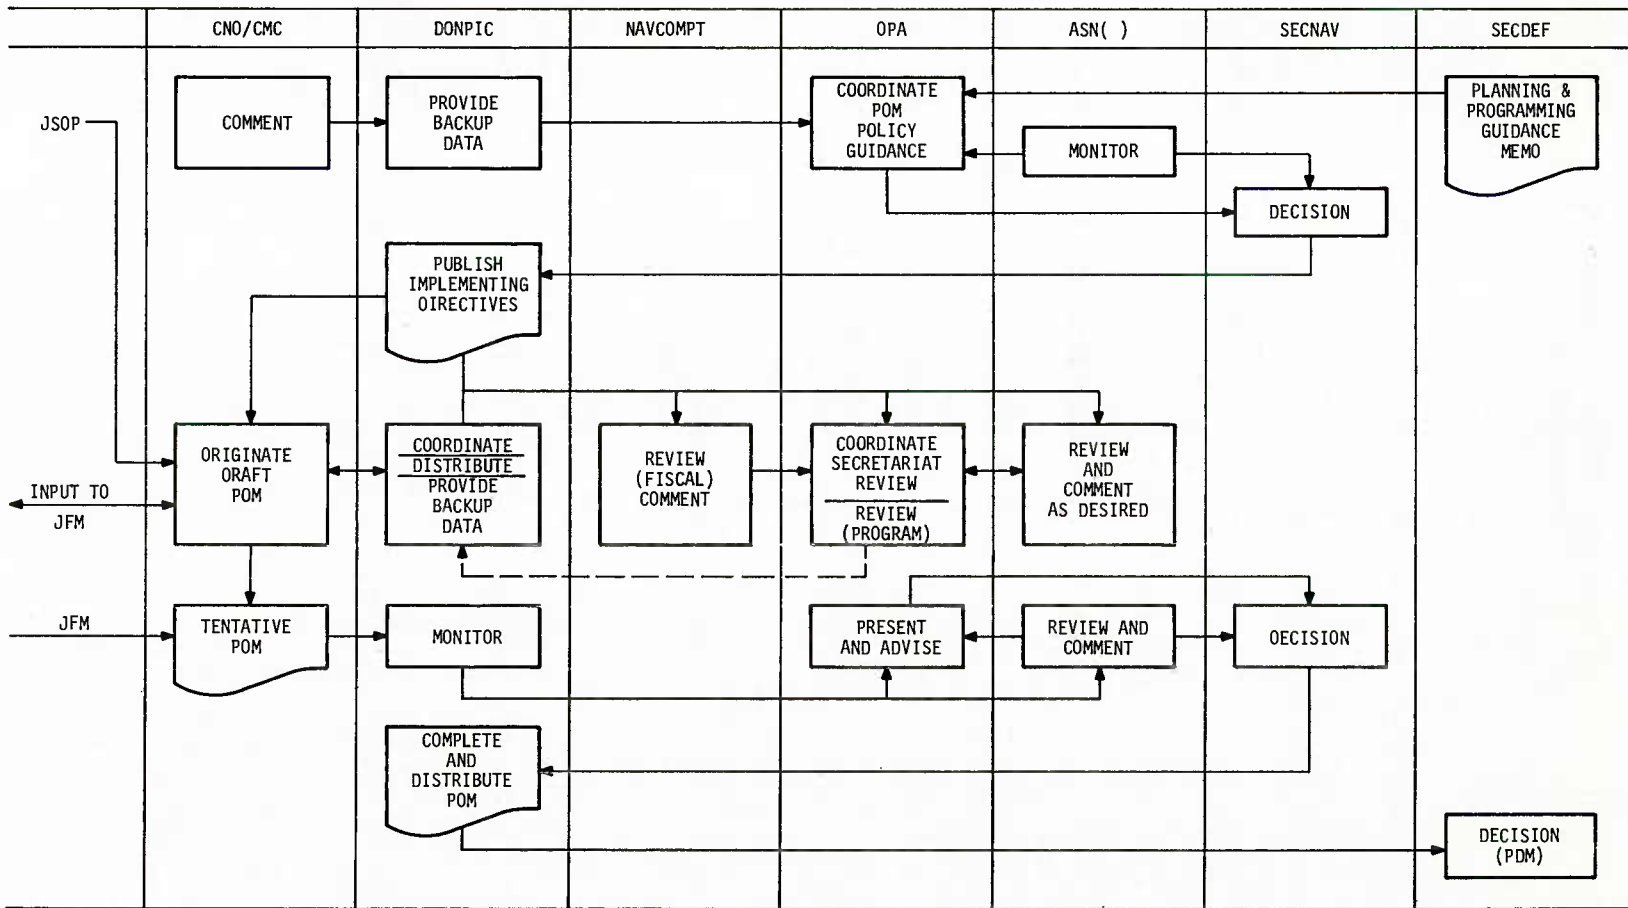 CNO/CMC
DONPIC
NAVCOMPT
OPA
ASN( )
SECNAV
SECDEF
JSOP
COMMENT
PROVIDE
BACKUP
DATA
COORDINATE
POM
POLICY
GUIDANCE
MONITOR
PLANNING &
PROGRAMMING
GUIDANCE
MEMO
DECISION
PUBLISH
IMPLEMENTING
OIRECTIVES
INPUT TO
JFM
ORIGINATE
ORAFT
POM
COORDINATE
DISTRIBUTE
PROVIDE
BACKUP
DATA
REVIEW
(FISCAL)
COMMENT
COORDINATE
SECRETARIAT
REVIEW
REVIEW
(PROGRAM)
REVIEW
AND
COMMENT
AS DESIRED
JFM
TENTATIVE
POM
MONITOR
PRESENT
AND ADVISE
REVIEW AND
COMMENT
OECISION
COMPLETE
AND
DISTRIBUTE
POM
DECISION
(PDM)